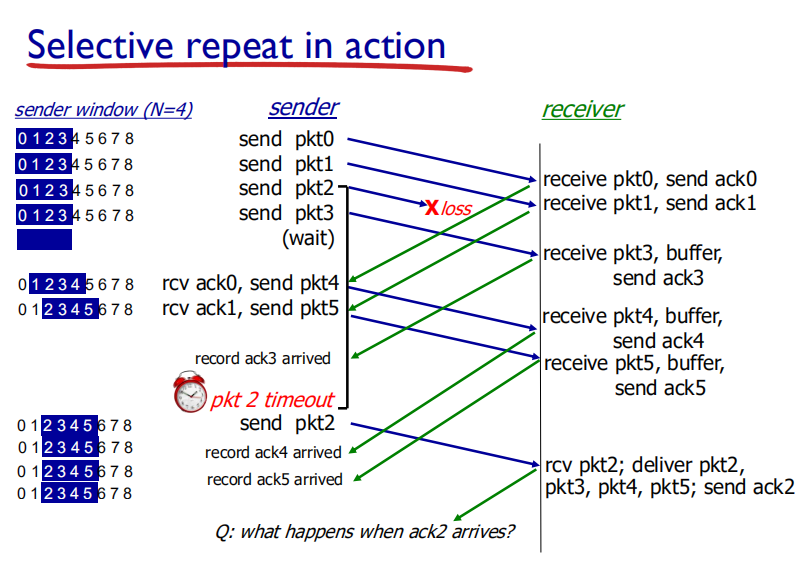 Selective repeat in action
sender window (N=4)
sender
receiver
0 1 2 3 4 5 6 7 8
send pkt0
0 1 2 3 4 5 6 7 8
send pkt1
0 1 2 3 4 5 6 7 8
send pkt2
0 1 2 3 4 5 6 7 8
send pkt3
(wait)
X loss
receive pkt0, send ack0
receive pkt1, send ack1
receive pkt3, buffer,
send ack3
0 1 2 3 4 5 6 7 8
rcv ack0, send pkt4
0 1 2 3 4 5 6 7 8
rcv ack1, send pkt5
receive pkt4, buffer,
send ack4
receive pkt5, buffer,
send ack5
record ack3 arrived
pkt 2 timeout
0 1 2 3 4 5 6 7 8
send pkt2
0 1 2 3 4 5 6 7 8
record ack4 arrived
0 1 2 3 4 5 6 7 8
record ack5 arrived
0 1 2 3 4 5 6 7 8
rcv pkt2; deliver pkt2,
pkt3, pkt4, pkt5; send ack2
Q: what happens when ack2 arrives?